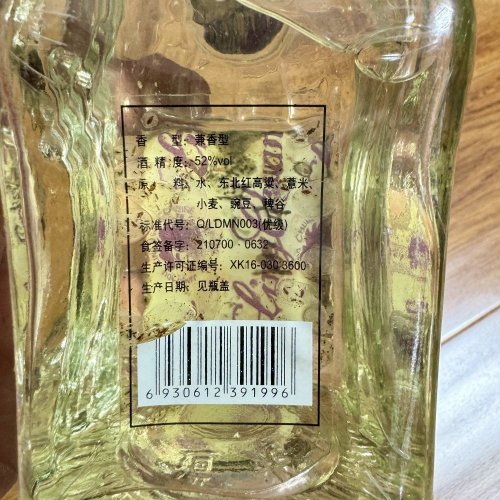 香 型：兼香型
酒 精 度：52%vol
原 料：水、东北红高粱、薏米、
小麦、豌豆、稗谷
标准代号：Q/LDMN003(优级)
食签备字：210700 · 0632
生产许可证编号：XK16-030 3600
生产日期：见瓶盖
6 930612 391996